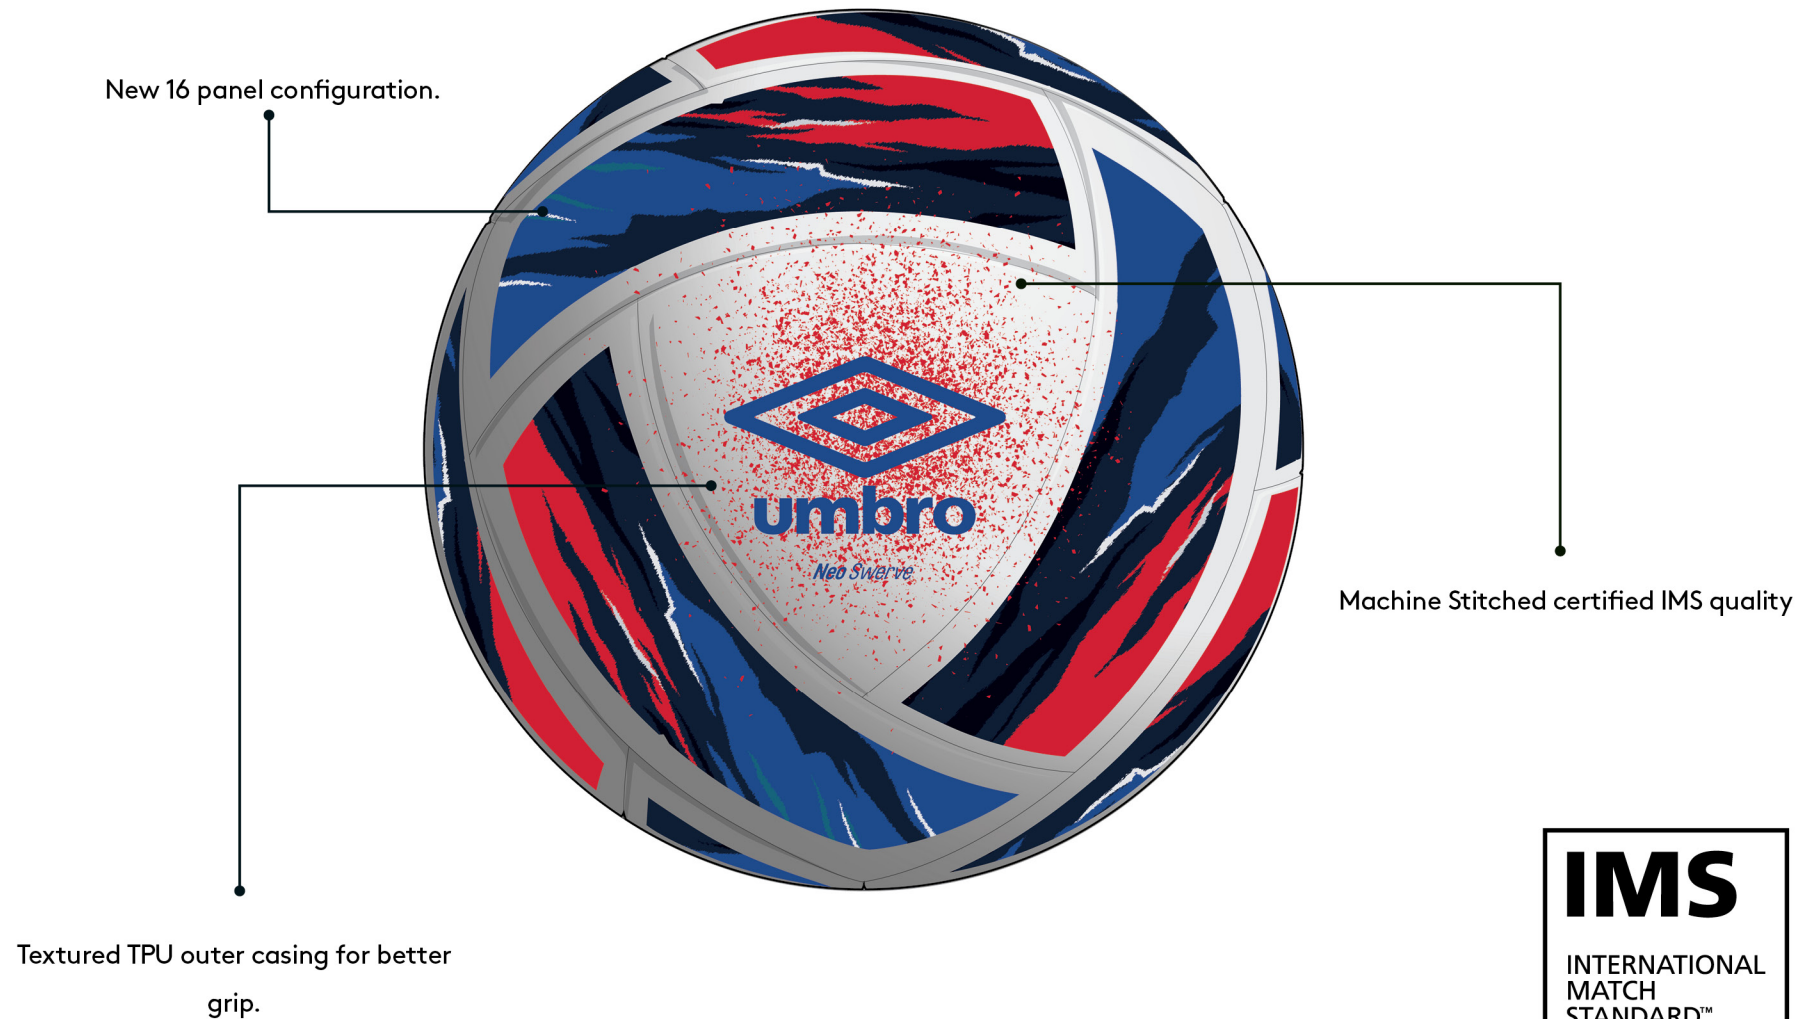 New 16 panel configuration.
umbro
Neo Swerve
Machine Stitched certified IMS quality
Textured TPU outer casing for better
grip.
IMS
INTERNATIONAL
MATCH
STANDARD™